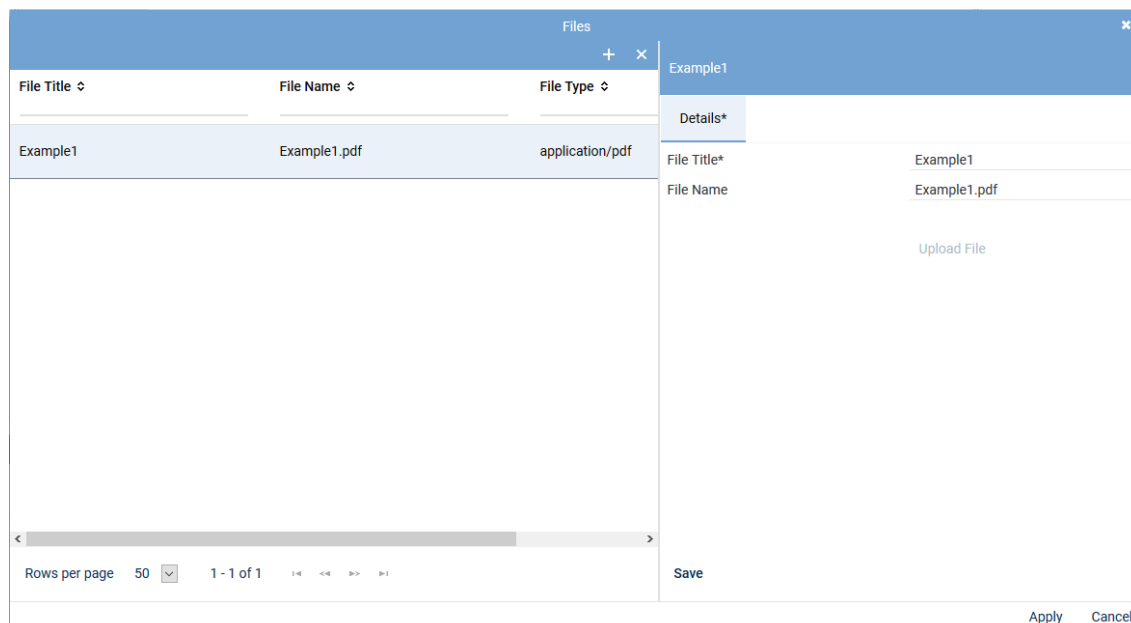 Files
Example1
File Title File Name File Type
Details*
Example1 Example1.pdf application/pdf
File Title* Example1
File Name Example1.pdf
Upload File
Rows per page 50 1 - 1 of 1
Save
Apply Cancel